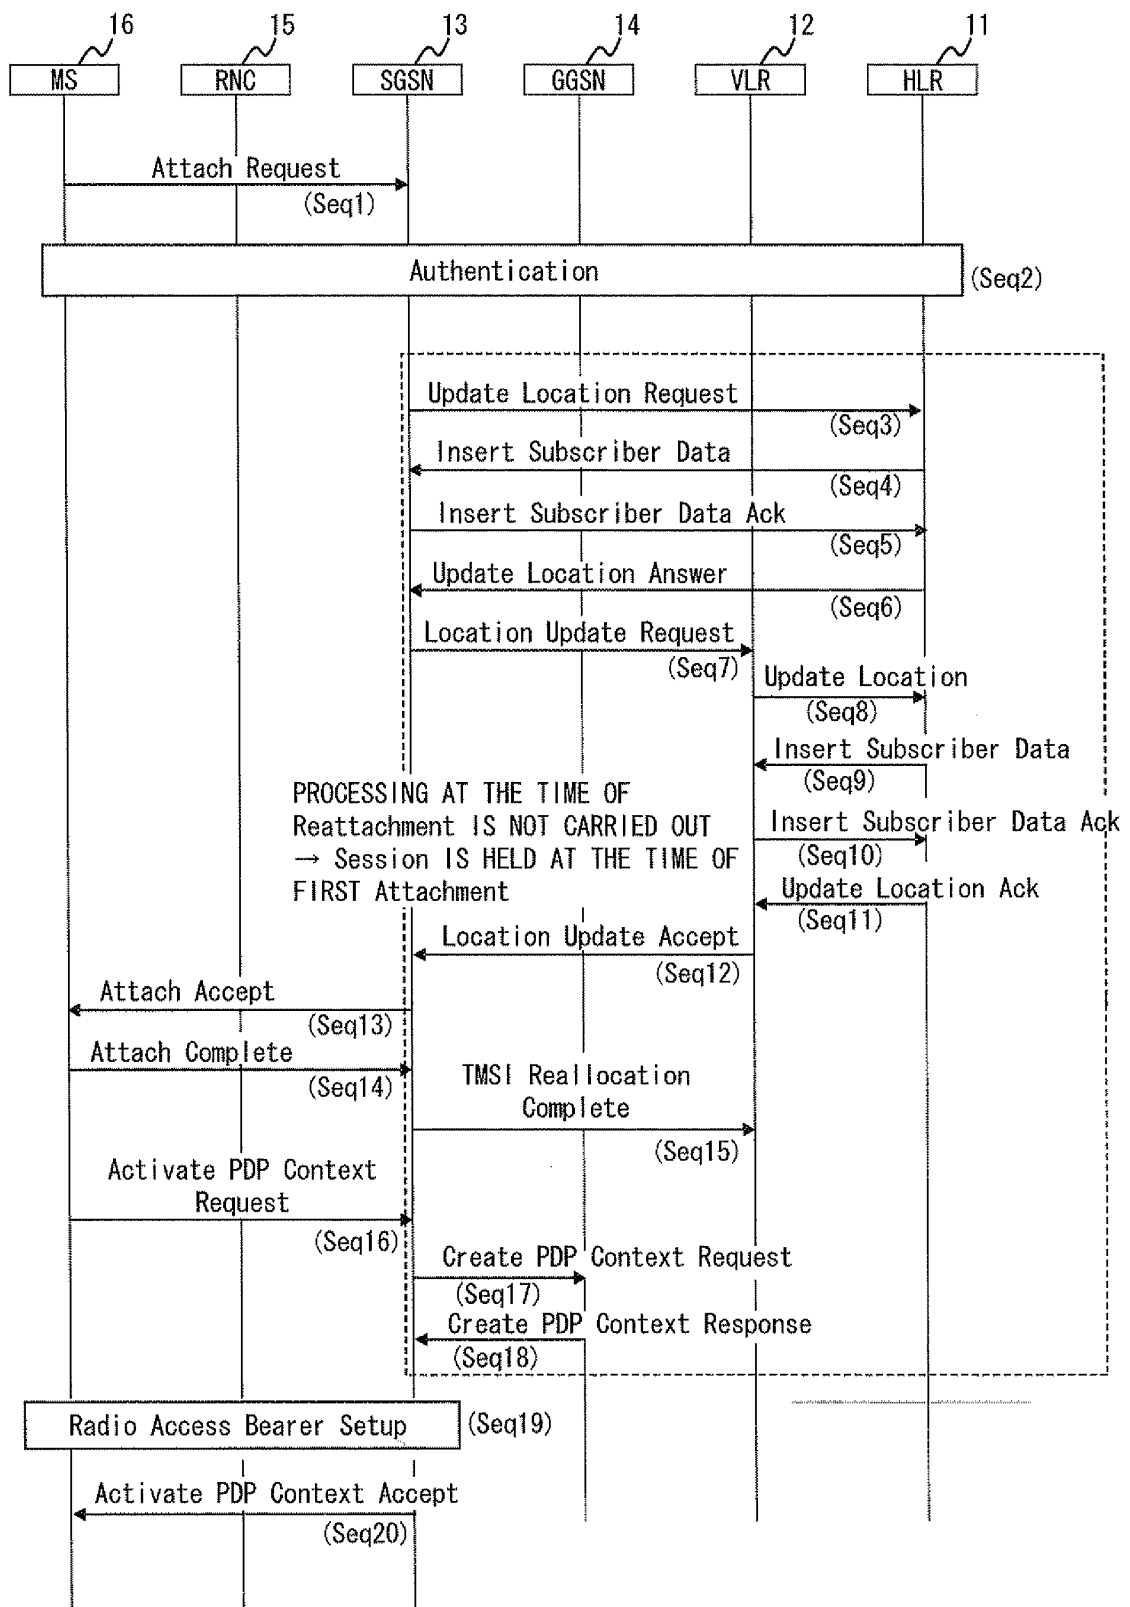 16 15 13 14 12 11
MS RNC SGSN GGSN VLR HLR
Attach Request
(Seq1)
Authentication
(Seq2)
Update Location Request
(Seq3)
Insert Subscriber Data
(Seq4)
Insert Subscriber Data Ack
(Seq5)
Update Location Answer
(Seq6)
Location Update Request
(Seq7)
Update Location
(Seq8)
Insert Subscriber Data
(Seq9)
PROCESSING AT THE TIME OF
Reattachment IS NOT CARRIED OUT
→ Session IS HELD AT THE TIME OF
FIRST Attachment
Insert Subscriber Data Ack
(Seq10)
Update Location Ack
(Seq11)
Location Update Accept
(Seq12)
Attach Accept
(Seq13)
Attach Complete
(Seq14)
TMSI Reallocation
Complete
(Seq15)
Activate PDP Context
Request
(Seq16)
Create PDP Context Request
(Seq17)
Create PDP Context Response
(Seq18)
Radio Access Bearer Setup
(Seq19)
Activate PDP Context Accept
(Seq20)